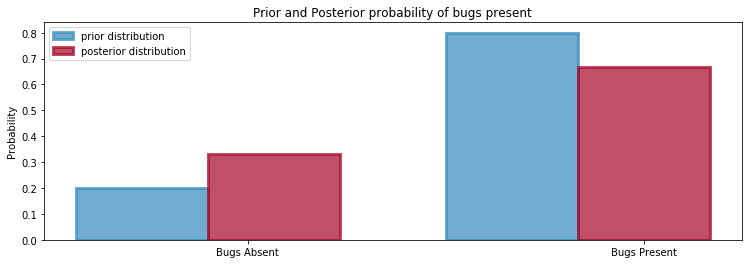 Prior and Posterior probability of bugs present
prior distribution
posterior distribution
Probability
0.8
0.7
0.6
0.5
0.4
0.3
0.2
0.1
0.0
Bugs Absent
Bugs Present